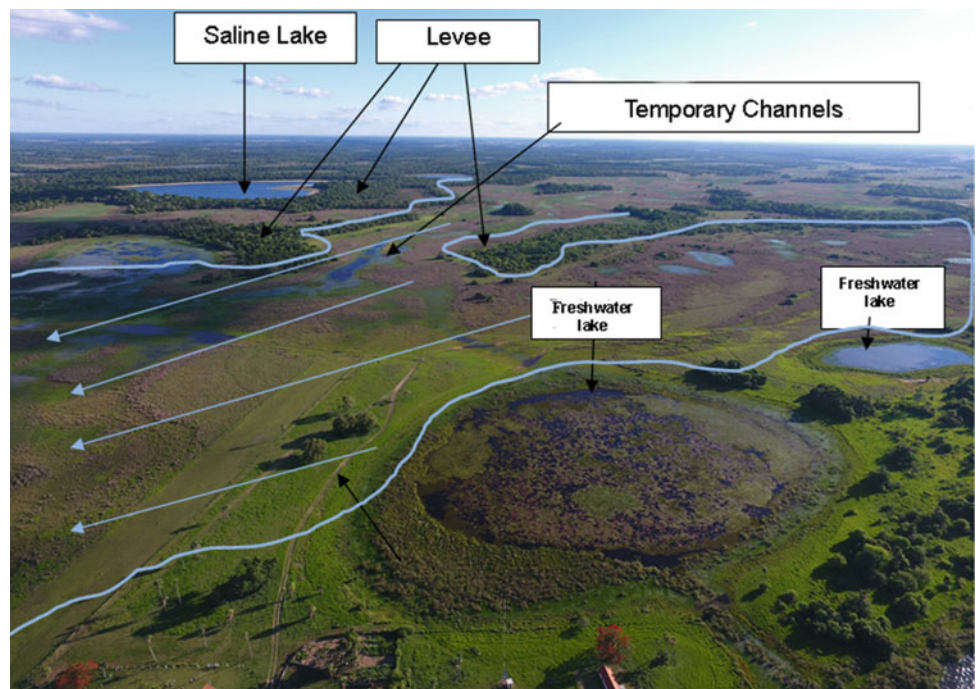 Saline Lake
Levee
Temporary Channels
Freshwater
lake
Freshwater
lake